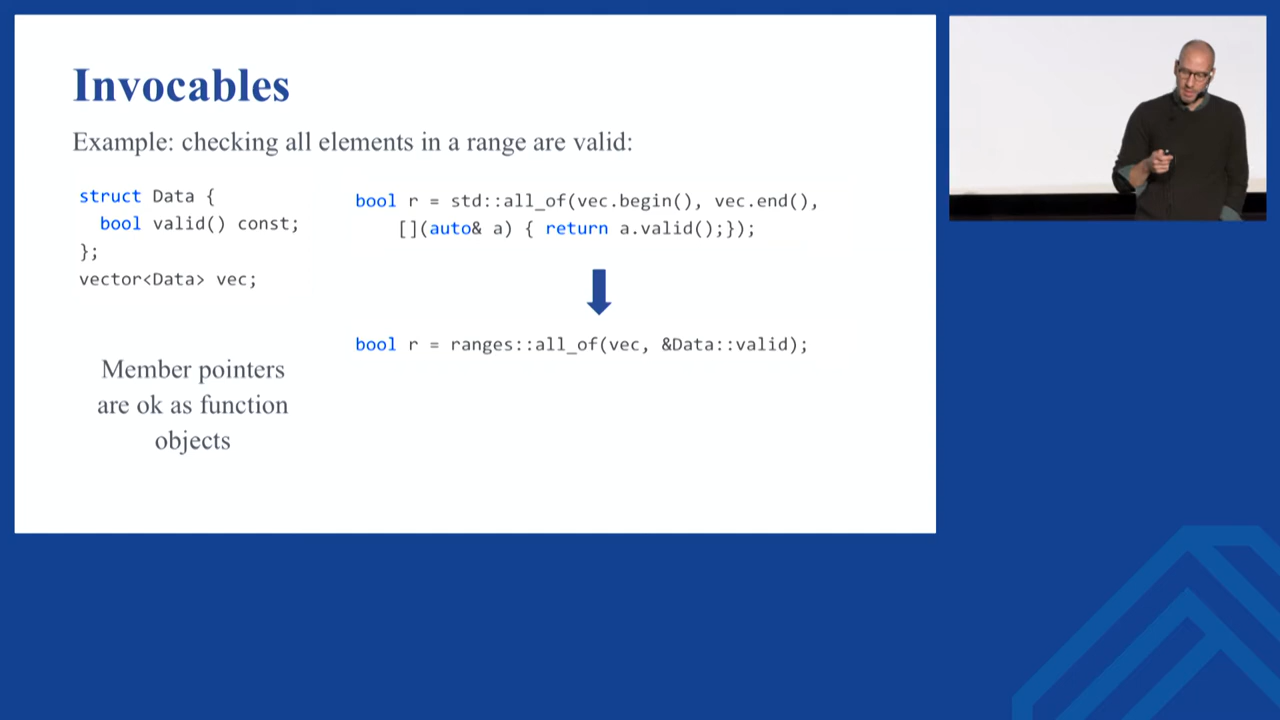 Invocables
Example: checking all elements in a range are valid:
struct Data {
bool valid() const;
};
vector<Data> vec;
bool r = std::all_of(vec.begin(), vec.end(),
[](auto& a) { return a.valid();});
bool r = ranges::all_of(vec, &Data::valid);
Member pointers
are ok as function
objects